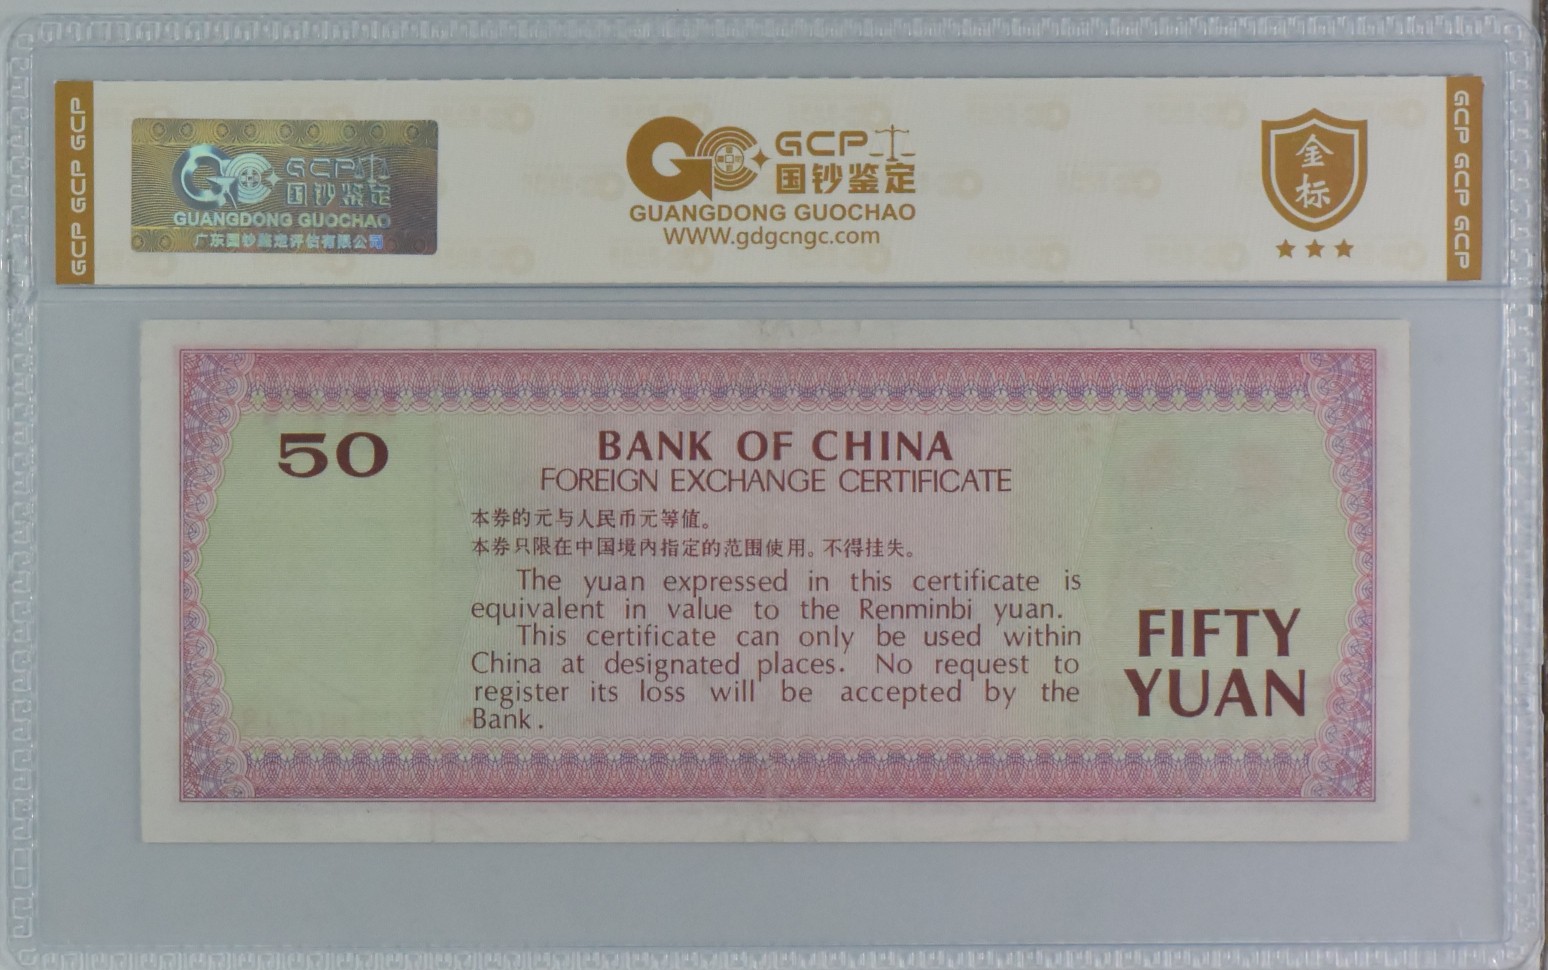 GCP GCP GCP
GCP 国钞鉴定
GUANGDONG GUOCHAO
广东国钞鉴定评估有限公司
GCP
国钞鉴定
GUANGDONG GUOCHAO
WWW.gdgcngc.com
金标
GCP GCP GCP
50
BANK OF CHINA
FOREIGN EXCHANGE CERTIFICATE
本券的元与人民币元等值。
本券只限在中国境内指定的范围使用。不得挂失。
The yuan expressed in this certificate is
equivalent in value to the Renminbi yuan.
This certificate can only be used within
China at designated places. No request to
register its loss will be accepted by the
Bank.
FIFTY
YUAN